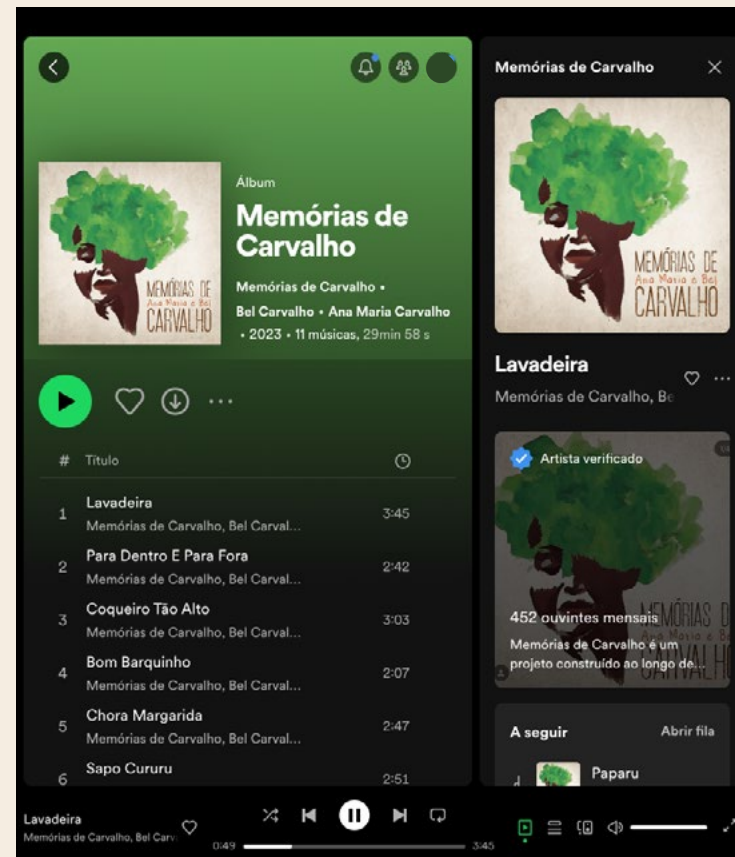 Álbum
Memórias de
Carvalho
Memórias de Carvalho •
Bel Carvalho • Ana Maria Carvalho
• 2023 • 11 músicas, 29min 58 s
MEMÓRIAS DE
Ana Maria e Bel
CARVALHO
# Título
1 Lavadeira 3:45
Memórias de Carvalho, Bel Carval...
2 Para Dentro E Para Fora 2:42
Memórias de Carvalho, Bel Carval...
3 Coqueiro Tão Alto 3:03
Memórias de Carvalho, Bel Carval...
4 Bom Barquinho 2:07
Memórias de Carvalho, Bel Carval...
5 Chora Margarida 2:47
Memórias de Carvalho, Bel Carval...
6 Sapo Cururu 2:51
Memórias de Carvalho
MEMÓRIAS DE
Ana Maria e Bel
CARVALHO
Lavadeira
Memórias de Carvalho, Be
Artista verificado
MEMÓRIAS D
Ana Maria e Be
CARVALH
452 ouvintes mensais
Memórias de Carvalho é um
projeto construído ao longo de...
A seguir Abrir fila
Paparu
Lavadeira
Memórias de Carvalho, Bel Carv
0:49 3:45